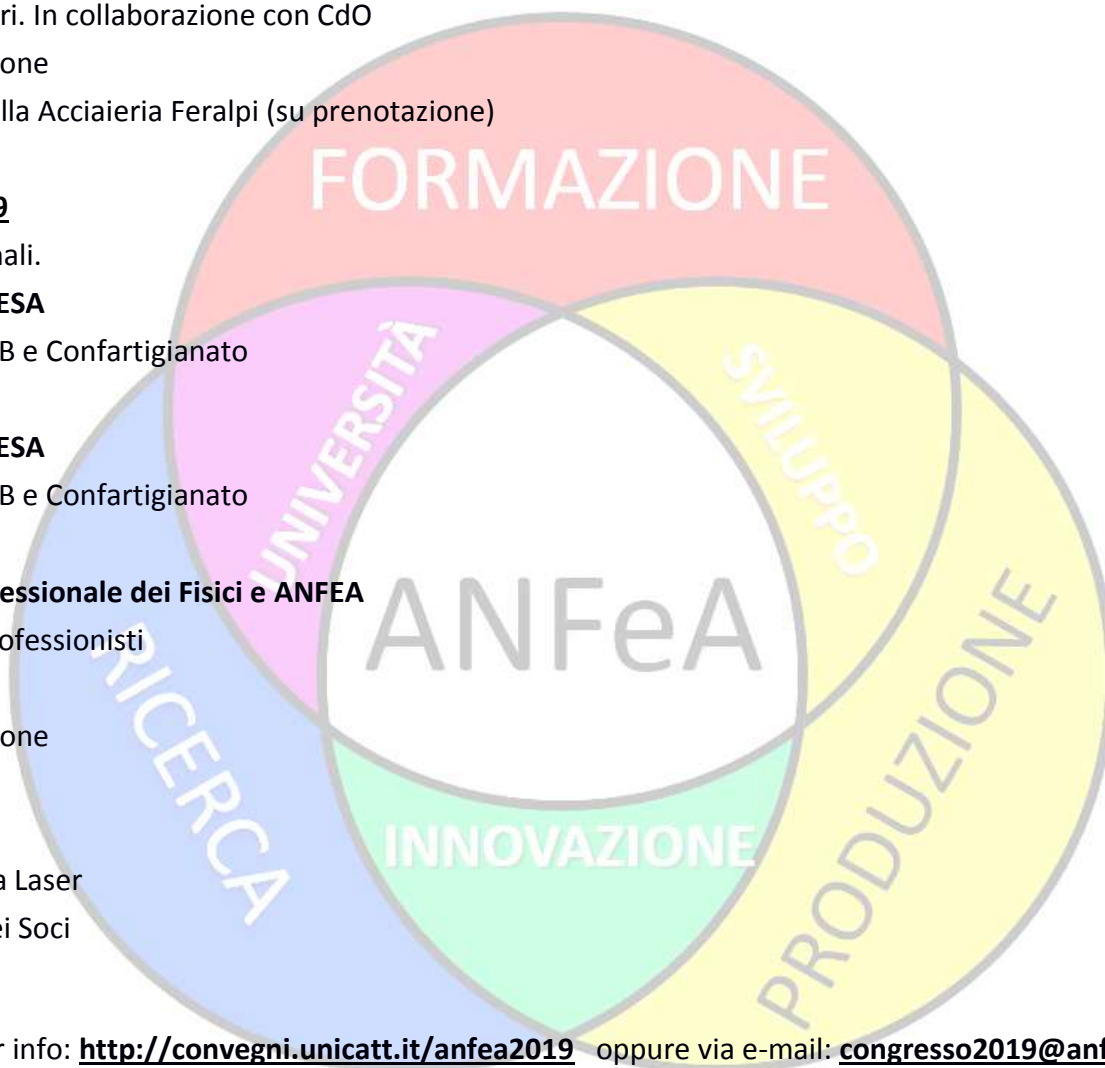 ri. In collaborazione con CdO
one
lla Acciaieria Feralpi (su prenotazione)
FORMAZIONE
9
nali.
ESA
B e Confartigianato
UNIVERSITÀ
SVILUPPO
ESA
B e Confartigianato
essionale dei Fisici e ANFEA
ANFeA
ofessionisti
RICERCA
one
PRODUZIONE
INNOVAZIONE
a Laser
ei Soci
r info: http://convegni.unicatt.it/anfea2019 oppure via e-mail: congresso2019@anf